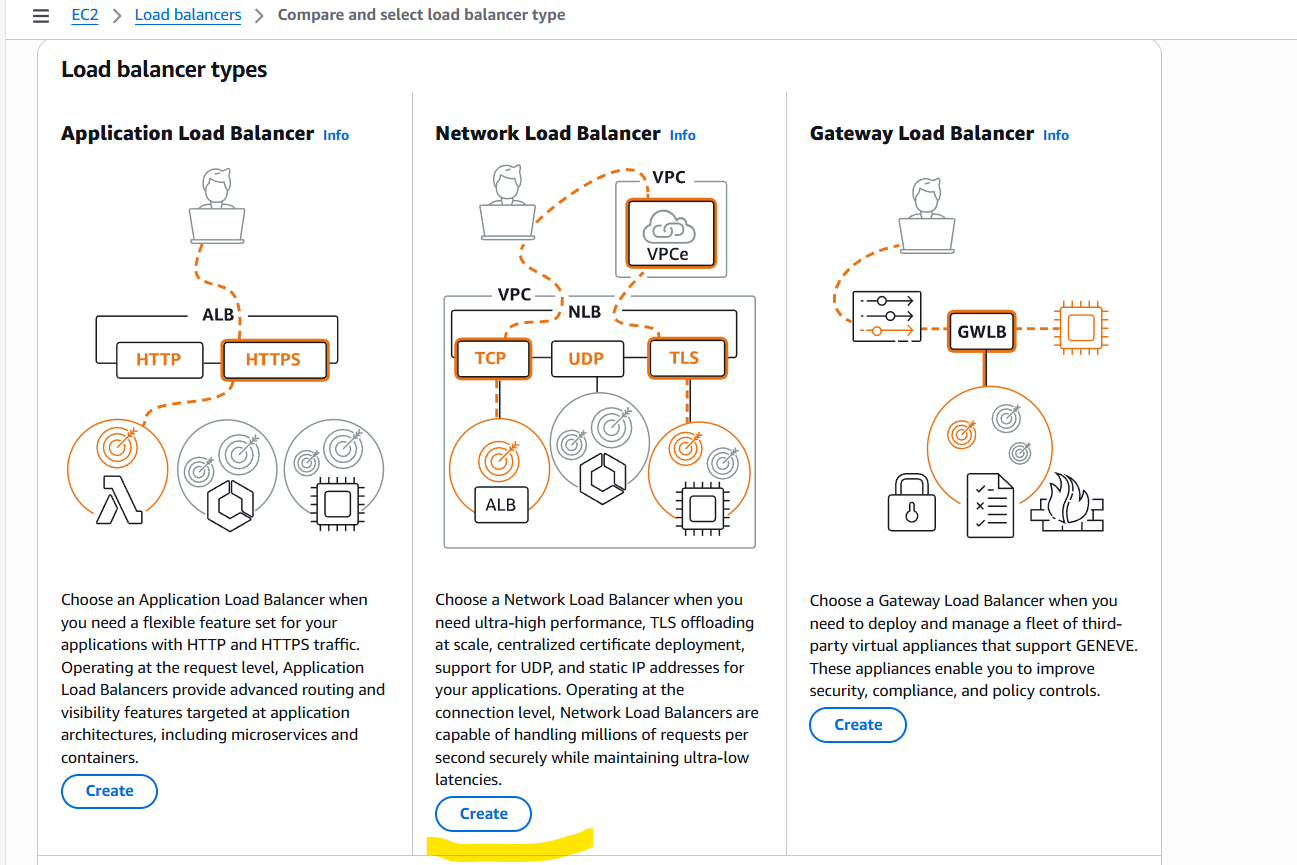 EC2 > Load balancers > Compare and select load balancer type
Load balancer types
Application Load Balancer Info
ALB
HTTP
HTTPS
Choose an Application Load Balancer when
you need a flexible feature set for your
applications with HTTP and HTTPS traffic.
Operating at the request level, Application
Load Balancers provide advanced routing and
visibility features targeted at application
architectures, including microservices and
containers.
Create
Network Load Balancer Info
VPC
VPCe
VPC
NLB
TCP
UDP
TLS
ALB
Choose a Network Load Balancer when you
need ultra-high performance, TLS offloading
at scale, centralized certificate deployment,
support for UDP, and static IP addresses for
your applications. Operating at the
connection level, Network Load Balancers are
capable of handling millions of requests per
second securely while maintaining ultra-low
latencies.
Create
Gateway Load Balancer Info
GWLB
Choose a Gateway Load Balancer when you
need to deploy and manage a fleet of third-
party virtual appliances that support GENEVE.
These appliances enable you to improve
security, compliance, and policy controls.
Create